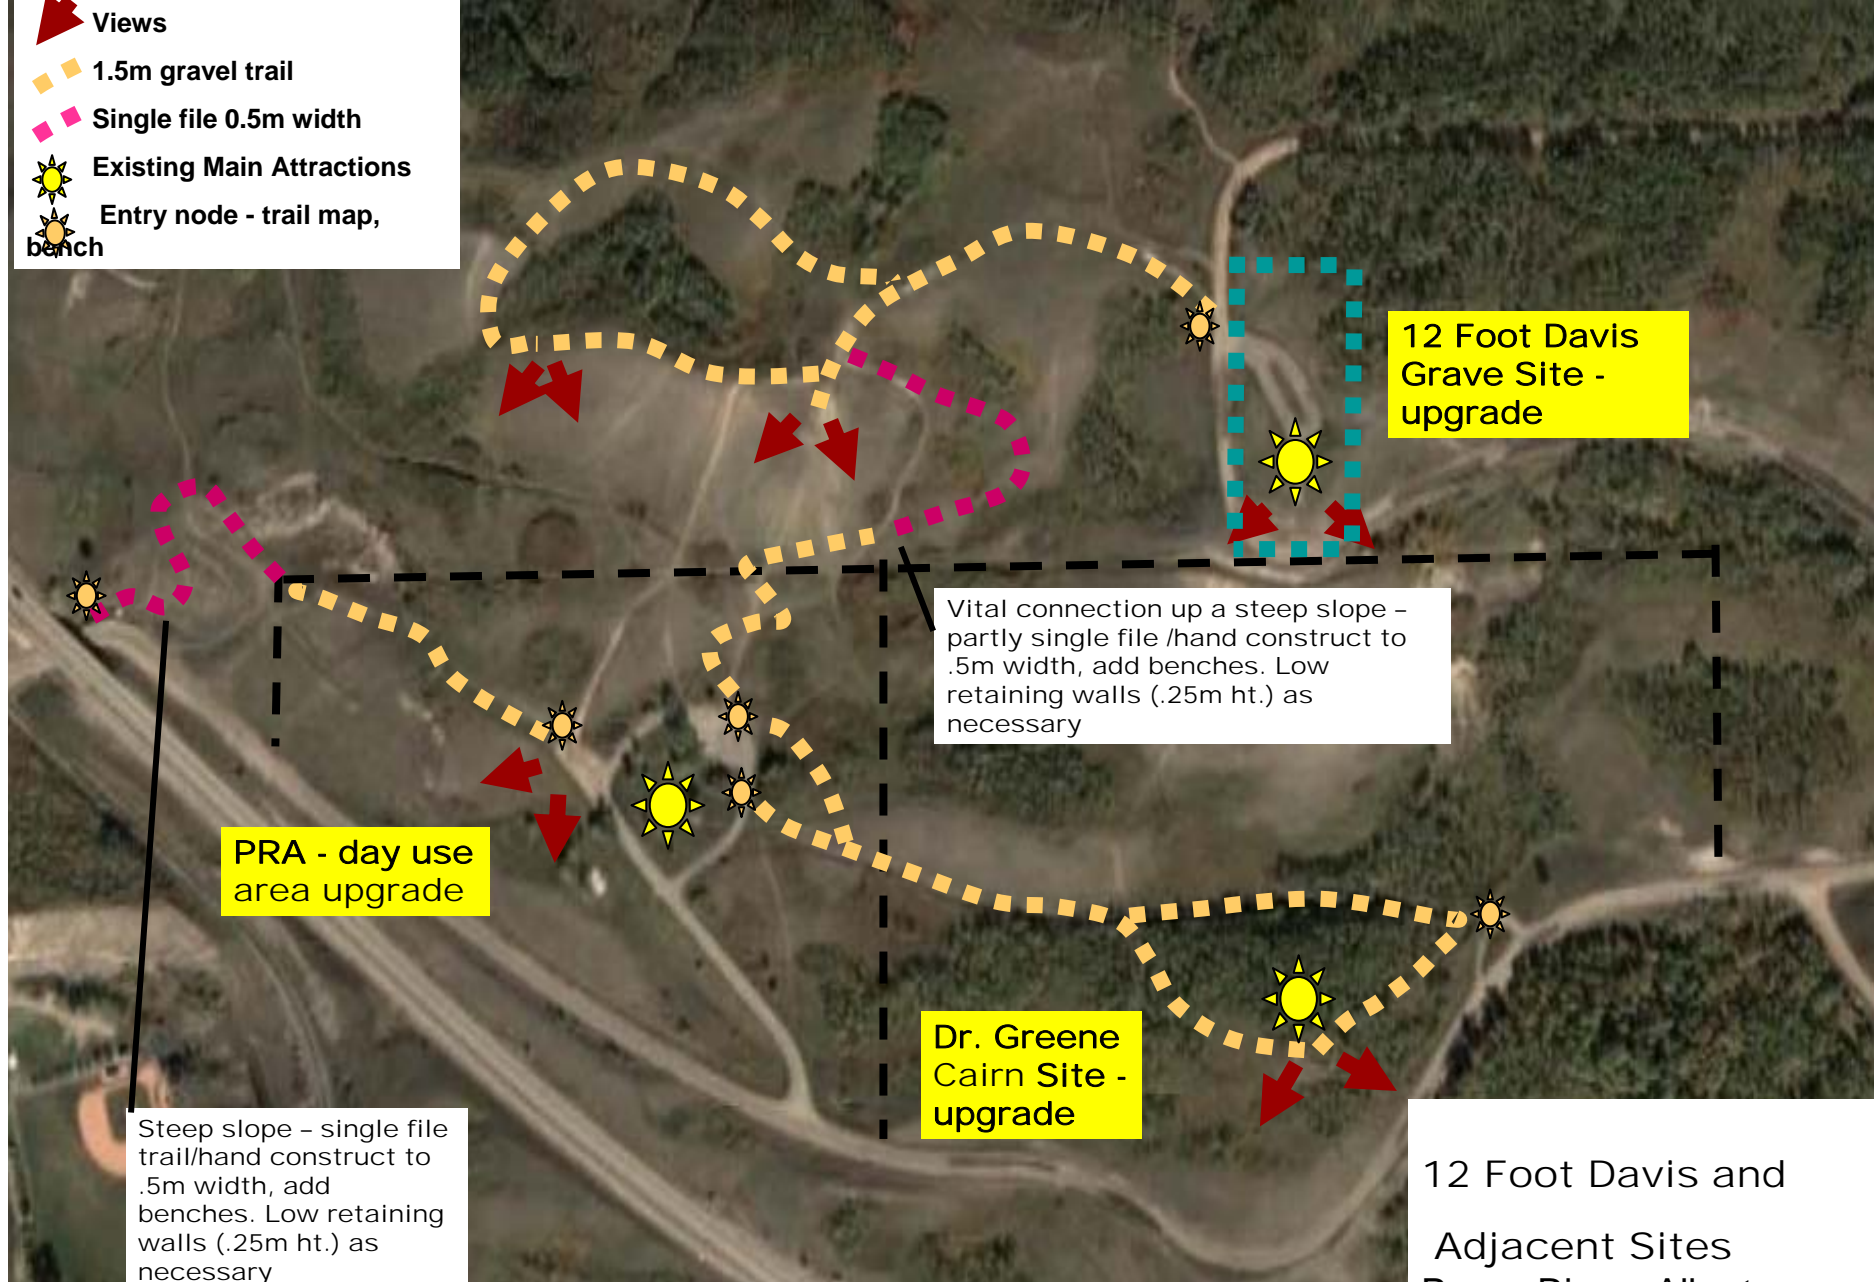 Views
1.5m gravel trail
Single file 0.5m width
Existing Main Attractions
Entry node - trail map,
bench
12 Foot Davis
Grave Site -
upgrade
Vital connection up a steep slope –
partly single file /hand construct to
.5m width, add benches. Low
retaining walls (.25m ht.) as
necessary
PRA - day use
area upgrade
Dr. Greene
Cairn Site -
upgrade
Steep slope – single file
trail/hand construct to
.5m width, add
benches. Low retaining
walls (.25m ht.) as
necessary
12 Foot Davis and
Adjacent Sites